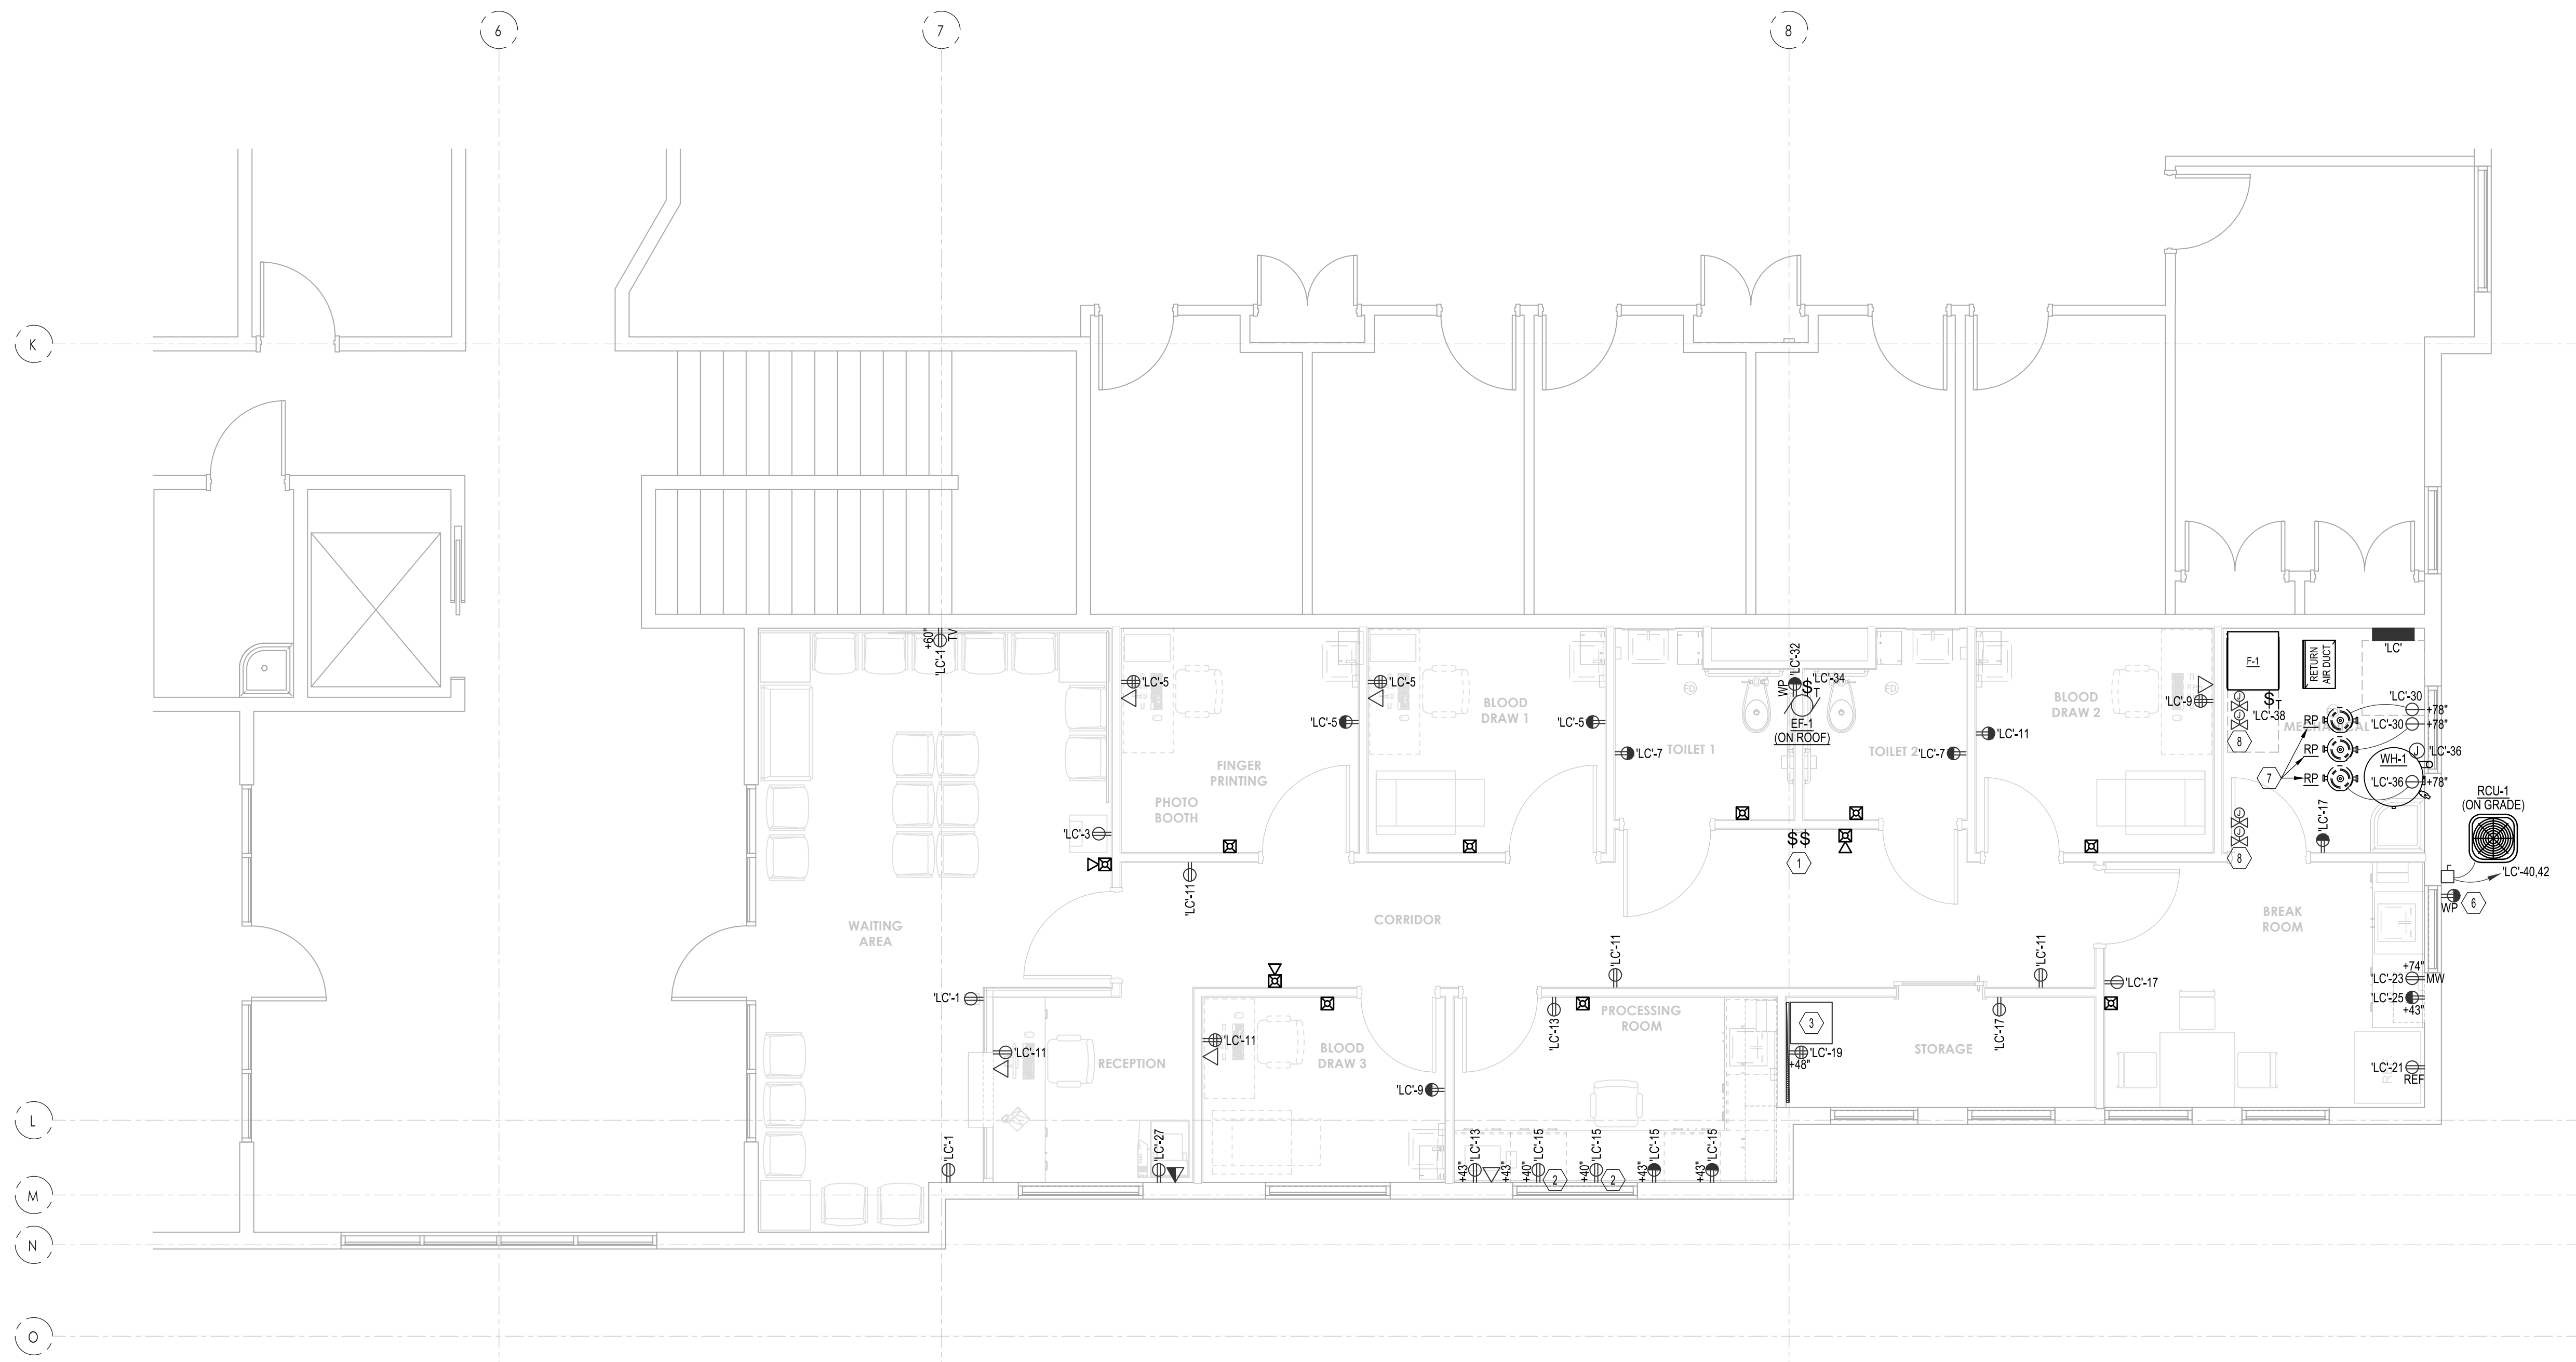 6
7
8
K
+60"
TV
'LC'-1
'LC'-5
'LC'-5
WP
'LC'-32
'LC'-34
$T
EF-1
(ON ROOF)
FD
FD
'LC'-9
F-1
RETURN
AIR DUCT
'LC'
'LC'-30
+78"
'LC'-30
+78"
$T
'LC'-38
MECHANICAL
J
J
8
RP
RP
RP
7
J
'LC'-36
WH-1
'LC'-36
+78"
BLOOD
DRAW 1
BLOOD
DRAW 2
'LC'-5
'LC'-5
'LC'-11
'LC'-7
TOILET 1
TOILET 2
'LC'-7
FINGER
PRINTING
PHOTO
BOOTH
'LC'-3
$$
1
J
J
8
'LC'-17
RCU-1
(ON GRADE)
'LC'-40,42
WP
6
'LC'-11
WAITING
AREA
CORRIDOR
BREAK
ROOM
'LC'-11
'LC'-11
'LC'-17
+74"
'LC'-23
MW
'LC'-25
+43"
'LC'-1
'LC'-13
PROCESSING
ROOM
3
'LC'-17
'LC'-11
RECEPTION
'LC'-11
BLOOD
DRAW 3
'LC'-19
+48"
STORAGE
'LC'-21
REF
'LC'-9
L
'LC'-1
'LC'-27
+43"
'LC'-13
+43"
+40"
'LC'-15
2
+40"
'LC'-15
2
+43"
'LC'-15
+43"
'LC'-15
M
N
O